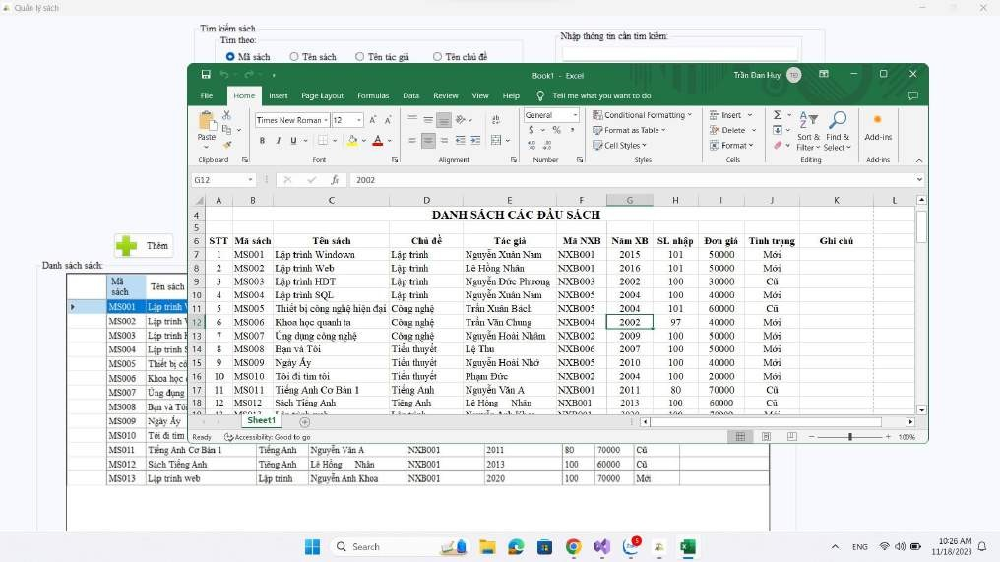 Quản lý sách
Tìm kiếm sách
Tìm theo:
Mã sách Tên sách Tên tác giả Tên chủ đề
Nhập thông tin cần tìm kiếm:
Book1 - Excel
Trần Đan Huy TĐ
File Home Insert Page Layout Formulas Data Review View Help Tell me what you want to do
Paste
Clipboard
Times New Roman 12
B I U
Font
Alignment
General
Number
Conditional Formatting
Format as Table
Cell Styles
Styles
Insert
Delete
Format
Cells
Sort & Filter
Find & Select
Editing
Add-ins
Add-ins
G12 fx 2002
A B C D E F G H I J K L
4 DANH SÁCH CÁC ĐẦU SÁCH
5
6 STT Mã sách Tên sách Chủ đề Tác giả Mã NXB Năm XB SL nhập Đơn giá Tình trạng Ghi chú
7 1 MS001 Lập trình Windown Lập trình Nguyễn Xuân Nam NXB001 2015 101 50000 Mới
8 2 MS002 Lập trình Web Lập trình Lê Hồng Nhân NXB001 2016 101 50000 Mới
9 3 MS003 Lập trình HDT Lập trình Nguyễn Đức Phương NXB003 2002 100 30000 Cũ
10 4 MS004 Lập trình SQL Lập trình Nguyễn Xuân Nam NXB005 2004 100 40000 Mới
11 5 MS005 Thiết bị công nghệ hiện đại Công nghệ Trần Xuân Bách NXB005 2004 101 60000 Cũ
12 6 MS006 Khoa học quanh ta Công nghệ Trần Văn Chung NXB004 2002 97 40000 Mới
13 7 MS007 Ứng dụng công nghệ Công nghệ Nguyễn Hoài Nhâm NXB002 2009 100 50000 Mới
14 8 MS008 Bạn và Tôi Tiểu thuyết Lệ Thu NXB006 2007 100 50000 Mới
15 9 MS009 Ngày Ấy Tiểu thuyết Nguyễn Hoài Nhớ NXB005 2010 100 40000 Mới
16 10 MS010 Tôi đi tìm tôi Tiểu thuyết Phạm Đức NXB002 2004 100 20000 Mới
17 11 MS011 Tiếng Anh Cơ Bản 1 Tiếng Anh Nguyễn Văn A NXB001 2011 80 70000 Cũ
18 12 MS012 Sách Tiếng Anh Tiếng Anh Lê Hồng Nhân NXB001 2013 100 60000 Cũ
Sheet1
Ready Accessibility: Good to go 100%
Thêm
Danh sách sách:
Mã sách Tên sách
MS001 Lập trình
MS002 Lập trình
MS003 Lập trình
MS004 Lập trình
MS005 Thiết bị
MS006 Khoa học
MS007 Ứng dụng
MS008 Bạn và Tôi
MS009 Ngày Ấy
MS010 Tôi đi tìm
MS011 Tiếng Anh Cơ Bản 1 Tiếng Anh Nguyễn Văn A NXB001 2011 80 70000 Cũ
MS012 Sách Tiếng Anh Tiếng Anh Lê Hồng Nhân NXB001 2013 100 60000 Cũ
MS013 Lập trình web Lập trình Nguyễn Anh Khoa NXB001 2020 100 70000 Mới
Search
5
ENG
10:26 AM
11/18/2023